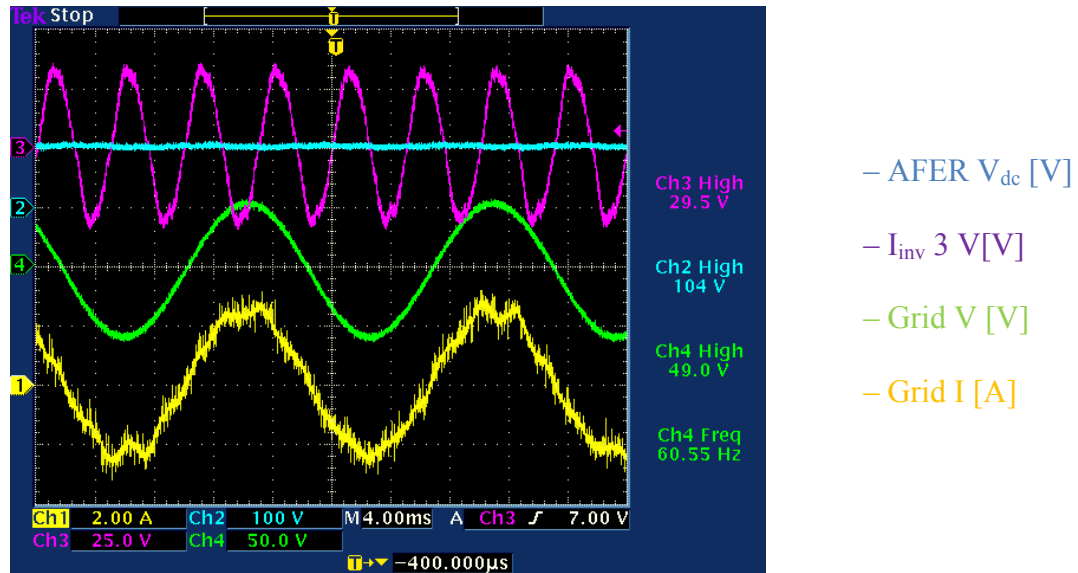 Tek Stop
T
T
3
2
4
1
Ch3 High
29.5 V
Ch2 High
104 V
Ch4 High
49.0 V
Ch4 Freq
60.55 Hz
Ch1 2.00 A Ch2 100 V M 4.00ms A Ch3 ʃ 7.00 V
Ch3 25.0 V Ch4 50.0 V
T→▼ −400.000µs
– AFER Vdc [V]
– Iinv 3 V[V]
– Grid V [V]
– Grid I [A]